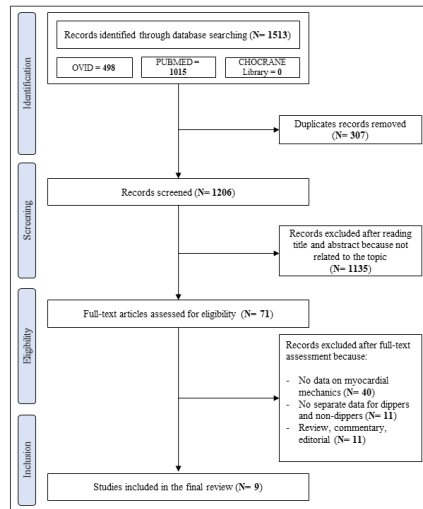 Identification
Records identified through database searching (N= 1513)
OVID = 498
PUBMED =
1015
CHOCRANE
Library = 0
Duplicates records removed
(N= 307)
Screening
Records screened (N= 1206)
Records excluded after reading
title and abstract because not
related to the topic
(N= 1135)
Eligibility
Full-text articles assessed for eligibility (N= 71)
Records excluded after full-text
assessment because:
- No data on myocardial
mechanics (N= 40)
- No separate data for dippers
and non-dippers (N= 11)
- Review, commentary,
editorial (N= 11)
Inclusion
Studies included in the final review (N= 9)